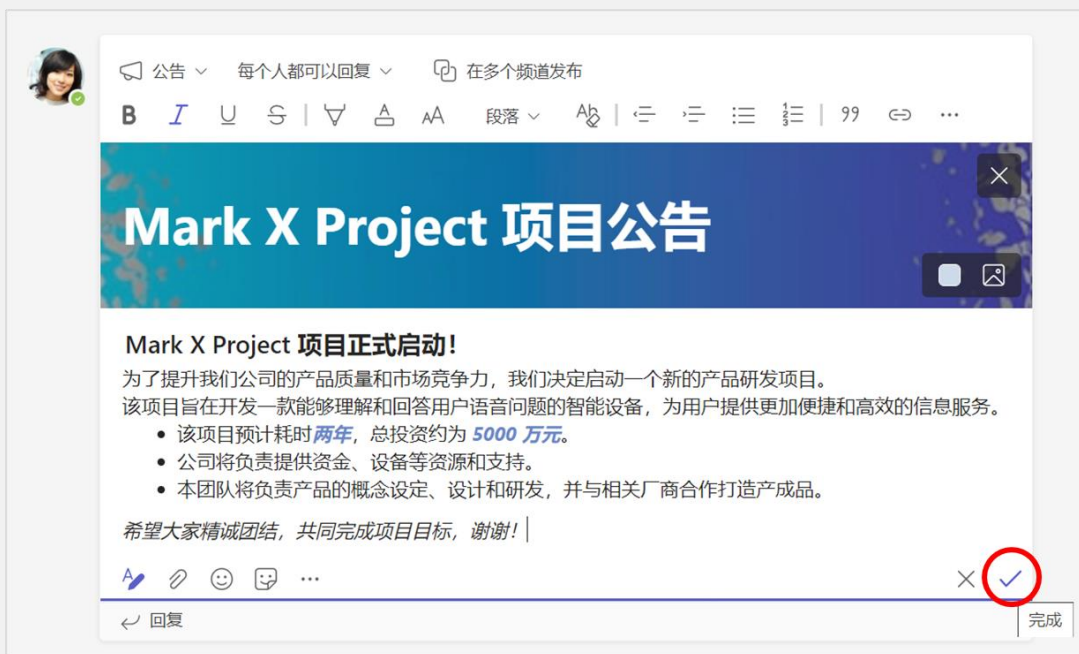 公告 每个人都可以回复 在多个频道发布
B I U S A AA 段落 Ab 99 ...
Mark X Project 项目公告
Mark X Project 项目正式启动！
为了提升我们公司的产品质量和市场竞争力，我们决定启动一个新的产品研发项目。
该项目旨在开发一款能够理解和回答用户语音问题的智能设备，为用户提供更加便捷和高效的信息服务。
• 该项目预计耗时两年，总投资约为 5000 万元。
• 公司将负责提供资金、设备等资源和支持。
• 本团队将负责产品的概念设定、设计和研发，并与相关厂商合作打造产成品。
希望大家精诚团结，共同完成项目目标，谢谢！
回复
完成